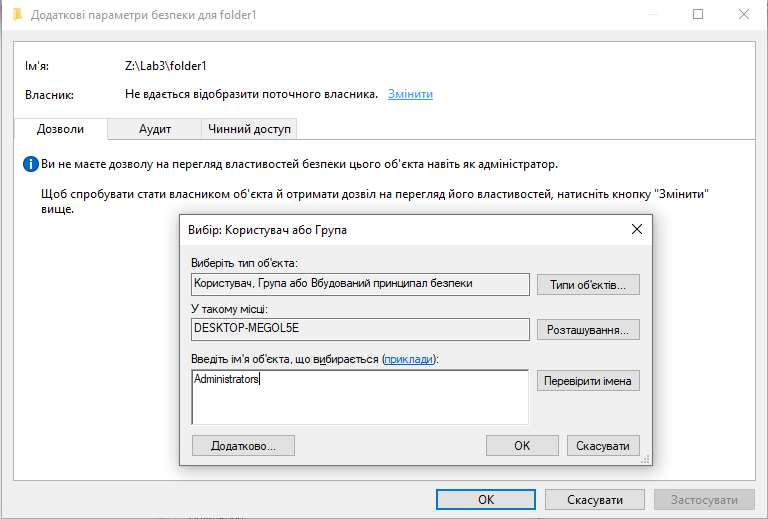 Додаткові параметри безпеки для folder1
Ім'я: Z:\Lab3\folder1
Власник: Не вдається відобразити поточного власника. Змінити
Дозволи Аудит Чинний доступ
Ви не маєте дозволу на перегляд властивостей безпеки цього об'єкта навіть як адміністратор.
Щоб спробувати стати власником об'єкта й отримати дозвіл на перегляд його властивостей, натисніть кнопку "Змінити"
вище.
Вибір: Користувач або Група
Виберіть тип об'єкта:
Користувач, Група або Вбудований принципал безпеки Типи об'єктів...
У такому місці:
DESKTOP-MEGOL5E Розташування...
Введіть ім'я об'єкта, що вибирається (приклади):
Administrators Перевірити імена
Додатково... OK Скасувати
OK Скасувати Застосувати